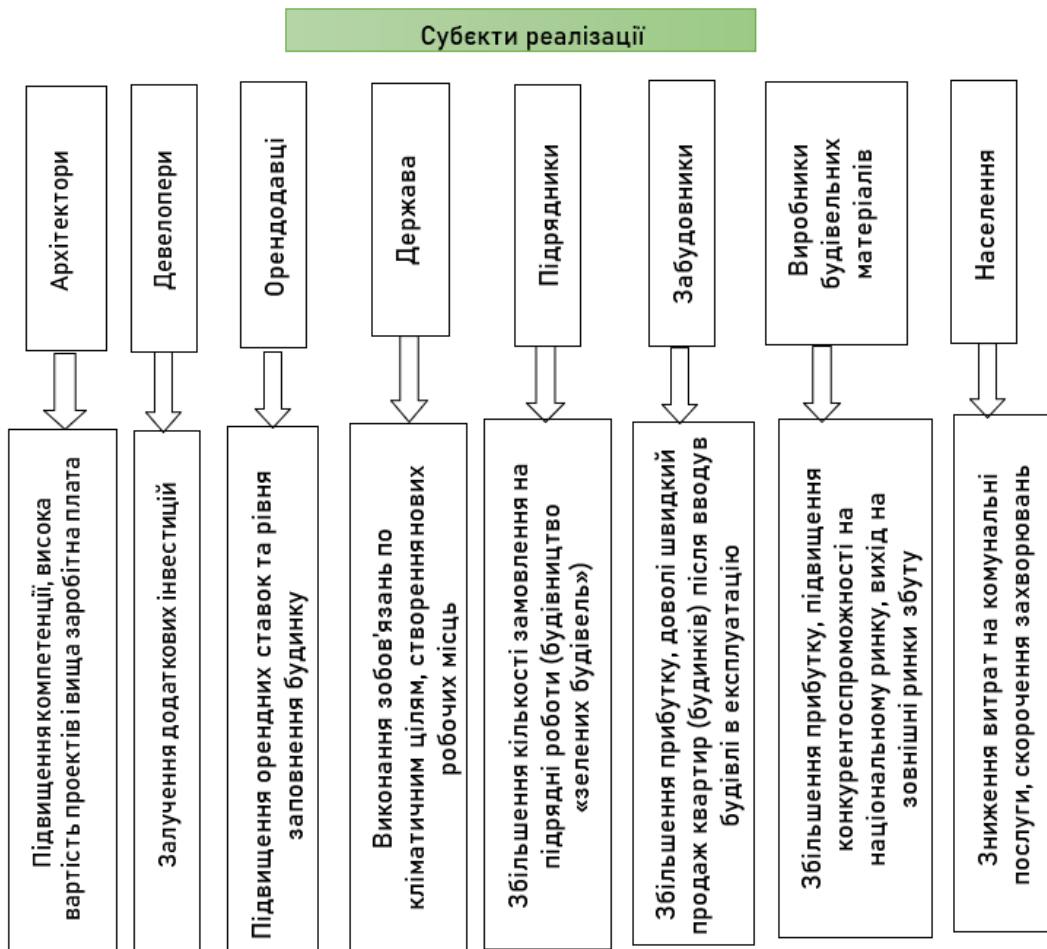 Субєкти реалізації
Архітектори
Девелопери
Орендодавці
Держава
Підрядники
Забудовники
Виробники
будівельних
матеріалів
Населення
Підвищення компетенції, висока
вартість проектів і вища заробітна плата
Залучення додаткових інвестицій
Підвищення орендних ставок та рівня
заповнення будинку
Виконання зобов'язань по
кліматичним цілям, створення нових
робочих місць
Збільшення кількості замовлення на
підрядні роботи (будівництво
«зелених будівель»)
Збільшення прибутку, доволі швидкий
продаж квартир (будинків) після вводув
будівлі в експлуатацію
Збільшення прибутку, підвищення
конкурентоспроможності на
національному ринку, вихід на
зовнішні ринки збуту
Зниження витрат на комунальні
послуги, скорочення захворювань